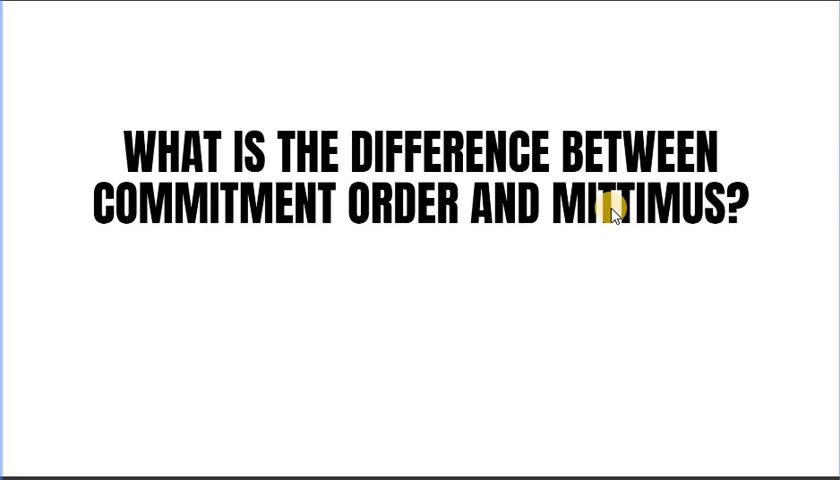 WHAT IS THE DIFFERENCE BETWEEN
COMMITMENT ORDER AND MITTIMUS?